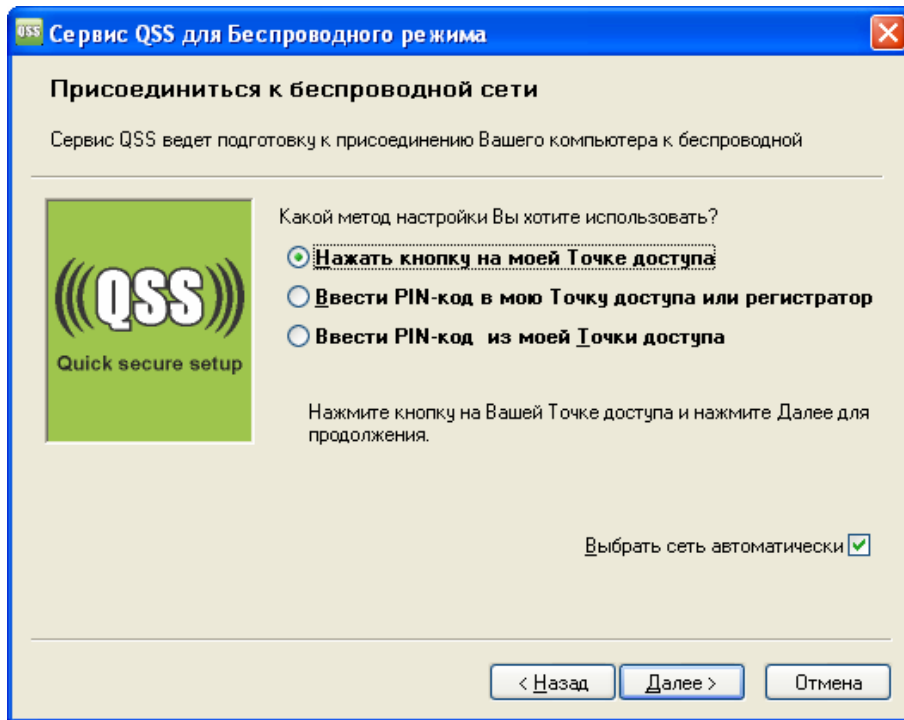 QSS Сервис QSS для Беспроводного режима
Присоединиться к беспроводной сети
Сервис QSS ведет подготовку к присоединению Вашего компьютера к беспроводной
Какой метод настройки Вы хотите использовать?
Нажать кнопку на моей Точке доступа
Ввести PIN-код в мою Точку доступа или регистратор
Ввести PIN-код из моей Точки доступа
(((QSS)))
Quick secure setup
Нажмите кнопку на Вашей Точке доступа и нажмите Далее для
продолжения.
Выбрать сеть автоматически
< Назад
Далее >
Отмена